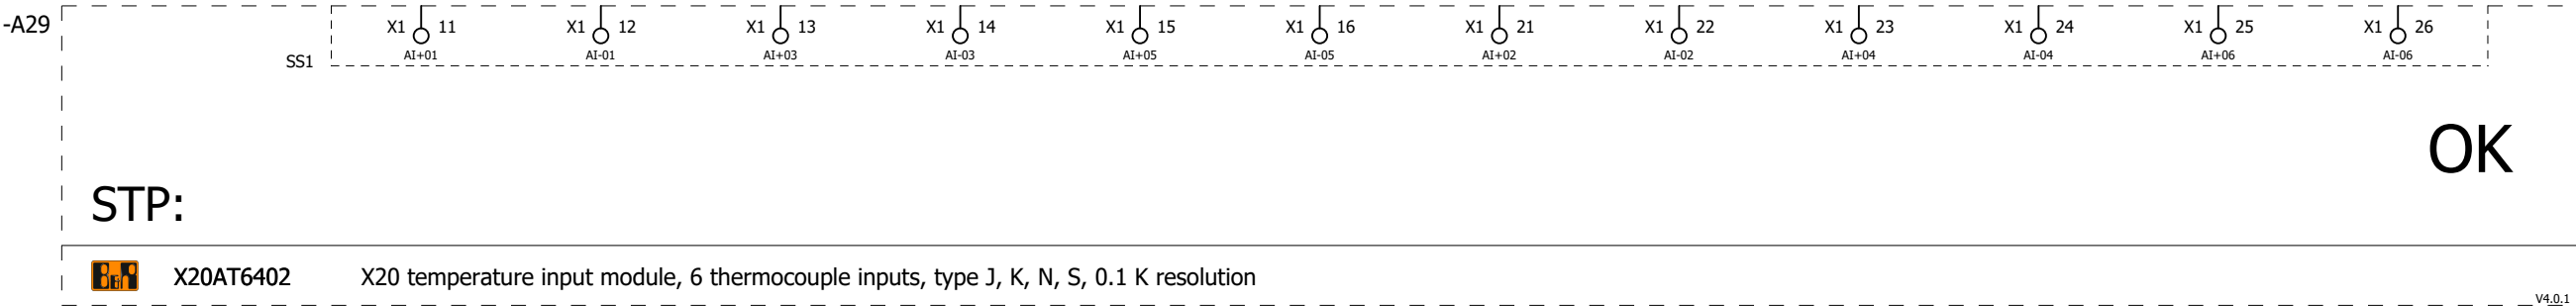 -A29
X1 11 X1 12 X1 13 X1 14 X1 15 X1 16 X1 21 X1 22 X1 23 X1 24 X1 25 X1 26
SS1 AI+01 AI-01 AI+03 AI-03 AI+05 AI-05 AI+02 AI-02 AI+04 AI-04 AI+06 AI-06
OK
STP:
B&R X20AT6402 X20 temperature input module, 6 thermocouple inputs, type J, K, N, S, 0.1 K resolution
V4.0.1